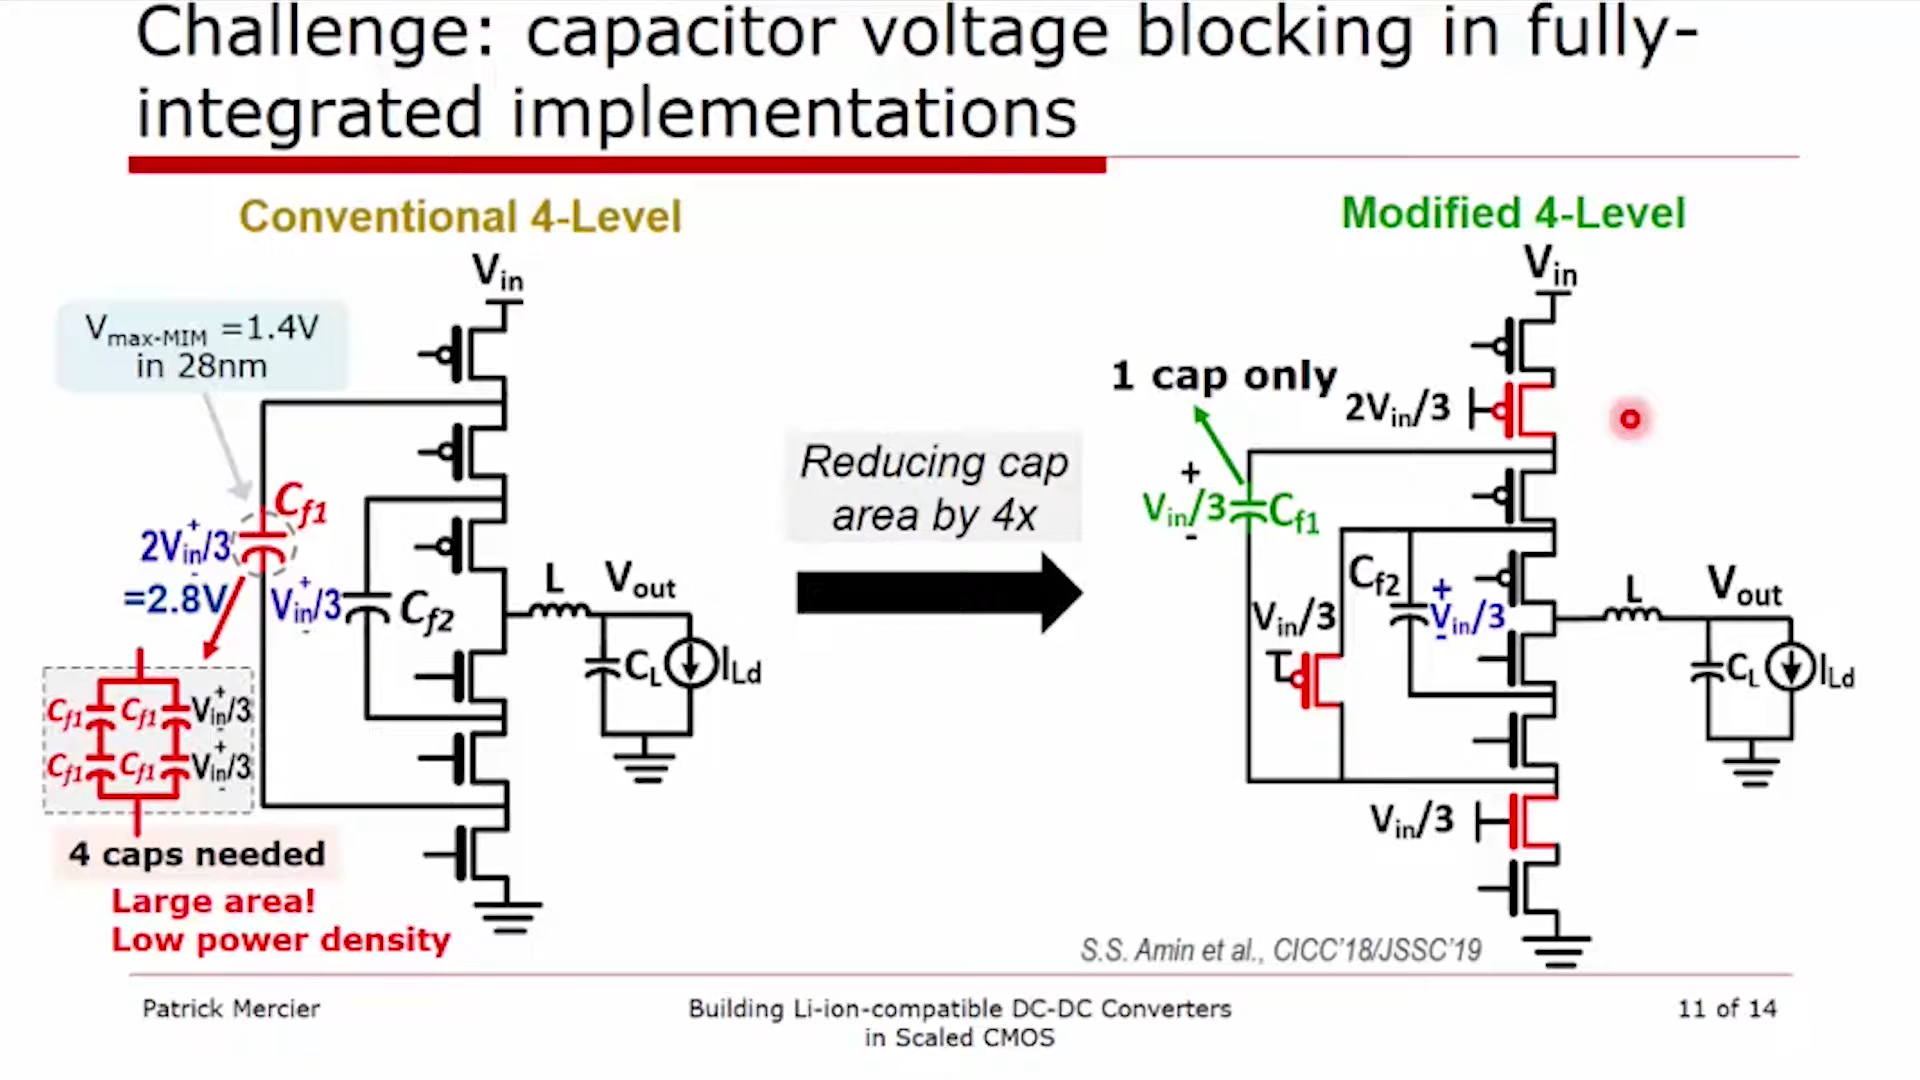 Challenge: capacitor voltage blocking in fully-
integrated implementations
Conventional 4-Level
Vin
Vmax-MIM =1.4V
in 28nm
Cf1
+
2Vin/3
-
=2.8V
+
Vin/3
-
Cf2
L
Vout
CL
ILd
Cf1
Cf1
+
Vin/3
-
Cf1
Cf1
+
Vin/3
-
4 caps needed
Large area!
Low power density
Reducing cap
area by 4x
Modified 4-Level
Vin
1 cap only
2Vin/3
+
Vin/3
-
Cf1
Cf2
+
Vin/3
-
Vin/3
L
Vout
CL
ILd
Vin/3
S.S. Amin et al., CICC'18/JSSC'19
Patrick Mercier
Building Li-ion-compatible DC-DC Converters
in Scaled CMOS
11 of 14